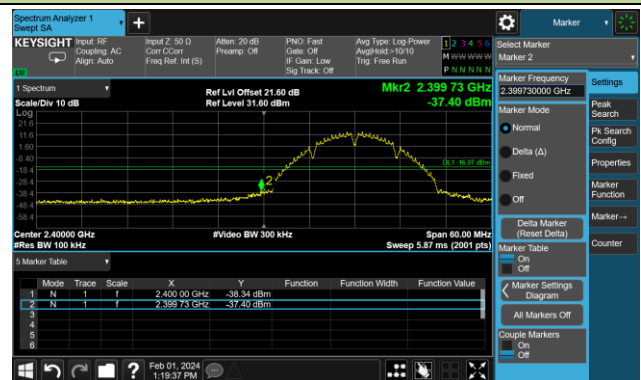 Spectrum Analyzer 1
Swept SA
Marker
KEYSIGHT
Input: RF
Coupling: AC
Align: Auto
Input Z: 50 Ω
Corr CCorr
Freq Ref: Int (S)
Atten: 20 dB
Preamp: Off
PNO: Fast
Gate: Off
IF Gain: Low
Sig Track: Off
Avg Type: Log-Power
Avg|Hold:>10/10
Trig: Free Run
1 2 3 4 5 6
M W W W W W
P N N N N N
Select Marker
Marker 2
1 Spectrum
Scale/Div 10 dB
Log
Ref Lvl Offset 21.60 dB
Ref Level 31.60 dBm
Mkr2 2.399 73 GHz
-37.40 dBm
21.6
11.6
1.60
-8.40
-18.4
-28.4
-38.4
-48.4
-58.4
DL1 -16.07 dBm
2
Center 2.40000 GHz
#Res BW 100 kHz
#Video BW 300 kHz
Span 60.00 MHz
Sweep 5.87 ms (2001 pts)
5 Marker Table
Mode Trace Scale X Y Function Function Width Function Value
1 N 1 f 2.400 00 GHz -38.34 dBm
2 N 1 f 2.399 73 GHz -37.40 dBm
3
4
5
6
Marker Frequency
2.399730000 GHz
Marker Mode
Normal
Delta (Δ)
Fixed
Off
Delta Marker
(Reset Delta)
Marker Table
On
Off
Marker Settings
Diagram
All Markers Off
Couple Markers
On
Off
Settings
Peak
Search
Pk Search
Config
Properties
Marker
Function
Marker→
Counter
?
Feb 01, 2024
1:19:37 PM